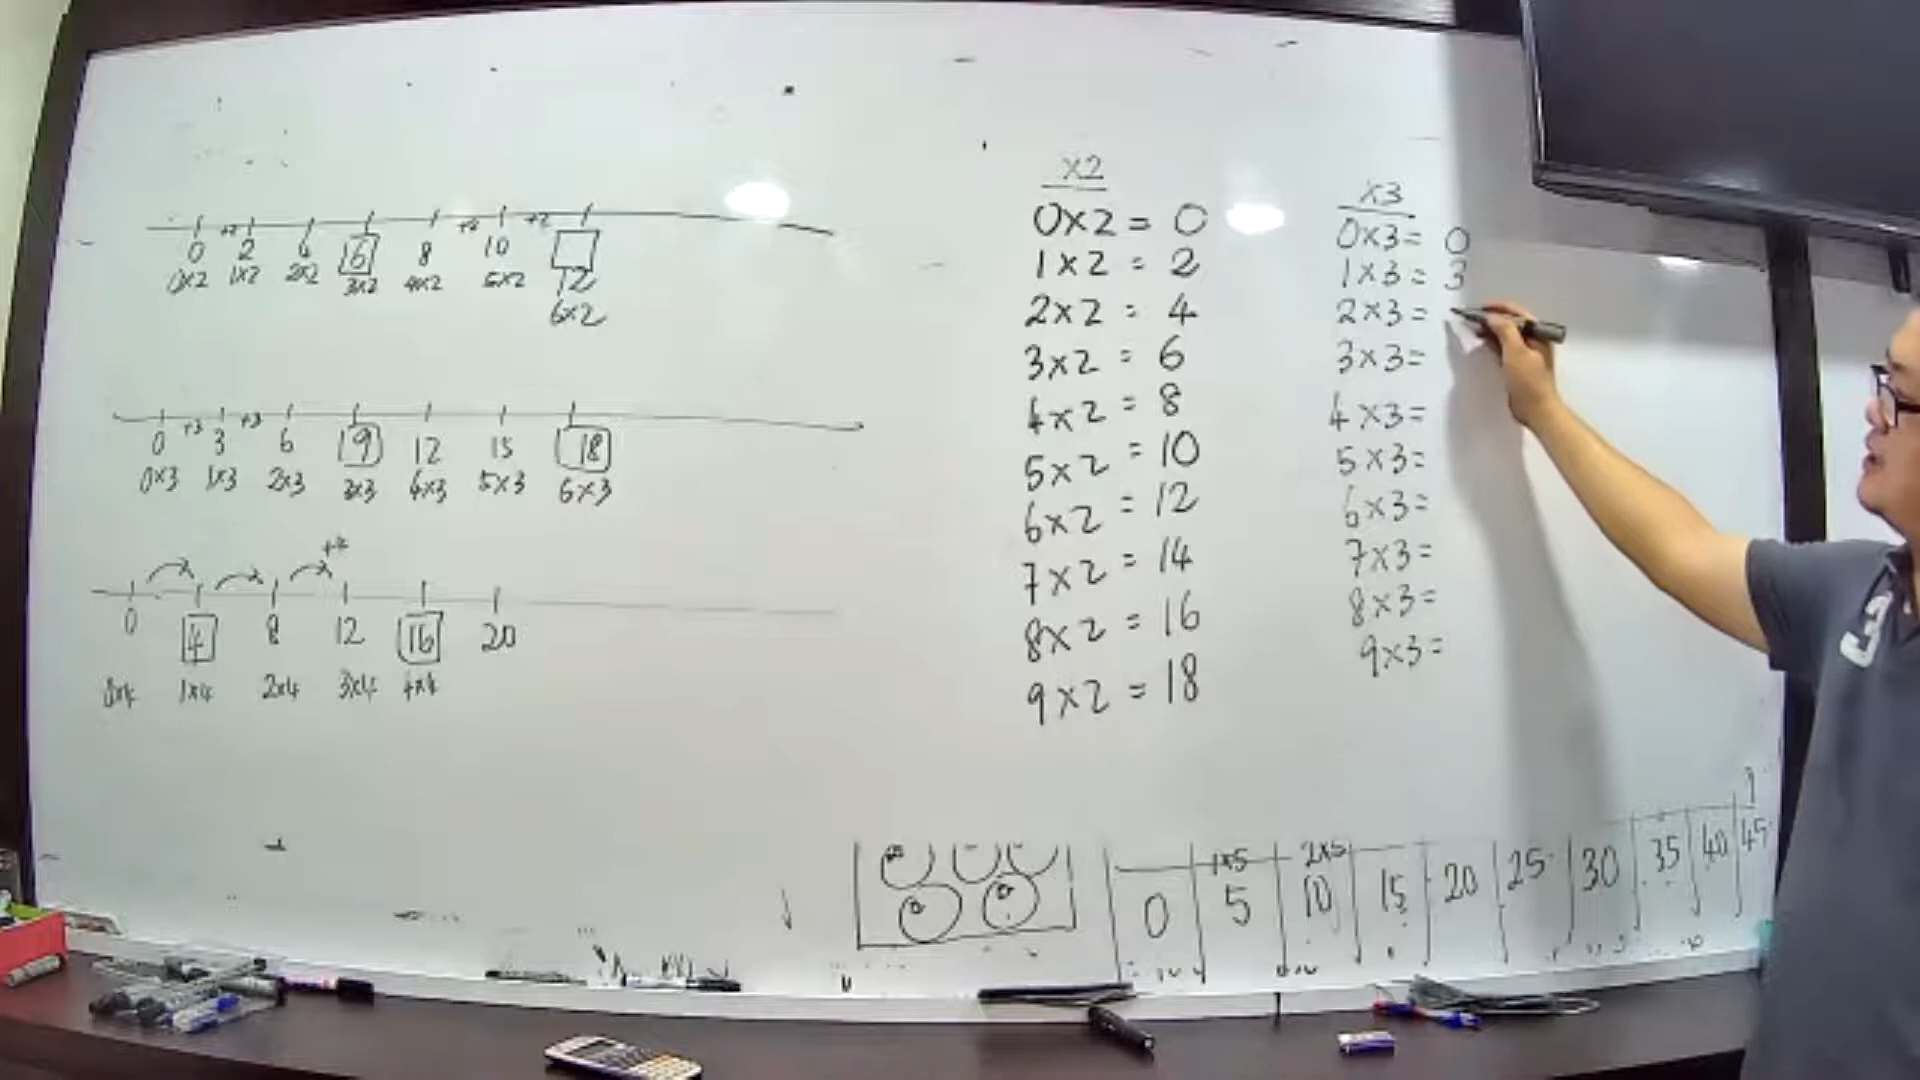 +2 +2 +2
0 2 4 6 8 10
0x2 1x2 2x2 3x2 4x2 5x2 12
6x2
+3 +3
0 3 6 9 12 15 18
0x3 1x3 2x3 3x3 4x3 5x3 6x3
+4
0 4 8 12 16 20
0x4 1x4 2x4 3x4 4x4
x2
0x2 = 0
1x2 = 2
2x2 = 4
3x2 = 6
4x2 = 8
5x2 = 10
6x2 = 12
7x2 = 14
8x2 = 16
9x2 = 18
x3
0x3= 0
1x3= 3
2x3=
3x3=
4x3=
5x3=
6x3=
7x3=
8x3=
9x3=
1x5 2x5
0 5 10 15 20 25 30 35 40 45
3